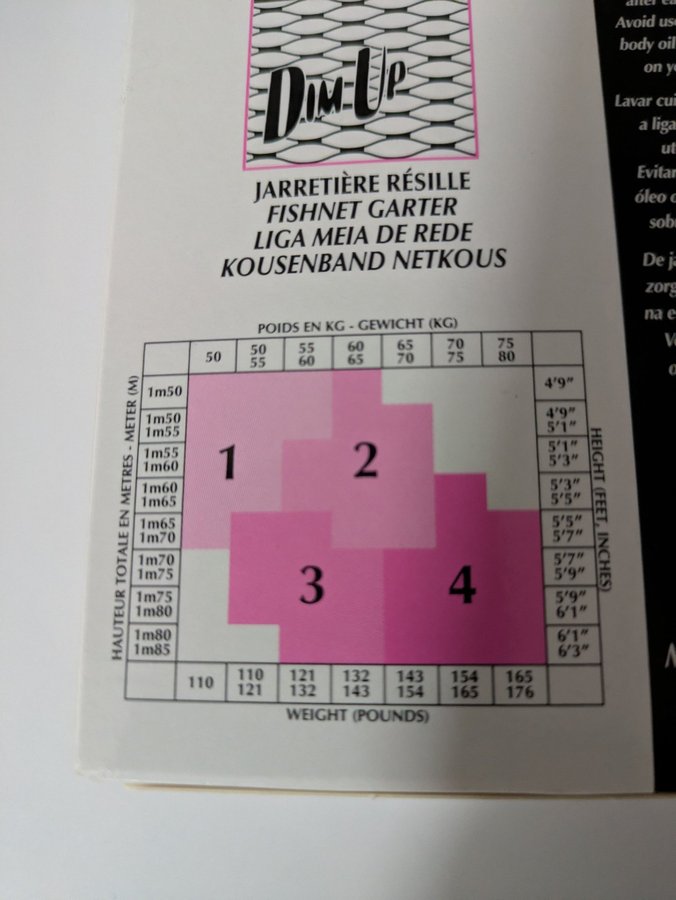 DIM-UP
JARRETIÈRE RÉSILLE
FISHNET GARTER
LIGA MEIA DE REDE
KOUSENBAND NETKOUS
POIDS EN KG - GEWICHT (KG)
50 50 55 60 65 70 75
55 60 65 70 75 80
HAUTEUR TOTALE EN METRES - METER (M)
HEIGHT (FEET, INCHES)
1m50 4'9"
1m50 4'9"
1m55 5'1"
1m55 5'1"
1m60 5'3"
1 2
1m60 5'3"
1m65 5'5"
1m65 5'5"
1m70 5'7"
1m70 5'7"
1m75 5'9"
3 4
1m75 5'9"
1m80 6'1"
1m80 6'1"
1m85 6'3"
110 110 121 132 143 154 165
121 132 143 154 165 176
WEIGHT (POUNDS)
Avoid
body oil
on
Lavar
a
Evitar
óleo
De
na